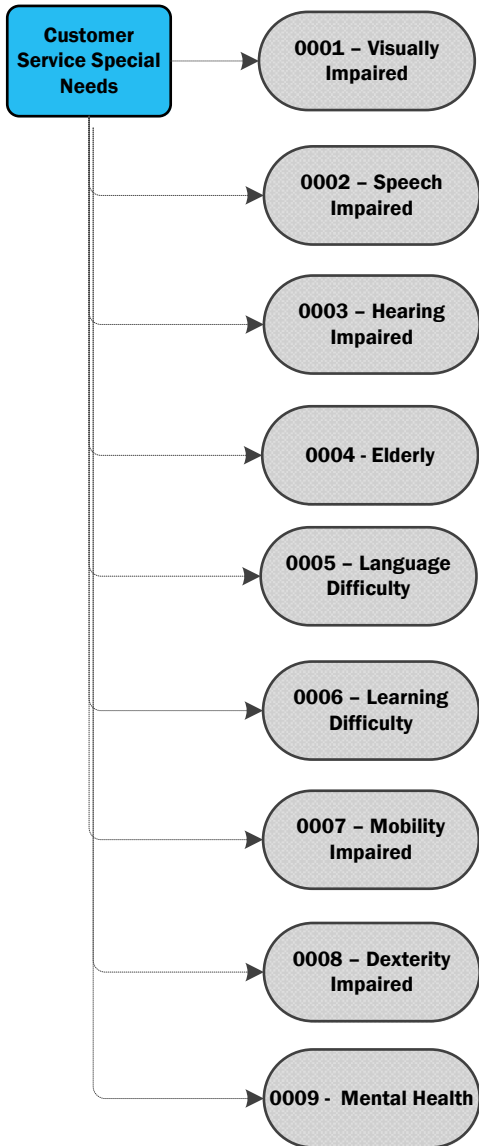 Customer
Service Special
Needs
0001 – Visually
Impaired
0002 – Speech
Impaired
0003 – Hearing
Impaired
0004 - Elderly
0005 – Language
Difficulty
0006 – Learning
Difficulty
0007 – Mobility
Impaired
0008 – Dexterity
Impaired
0009 -  Mental Health